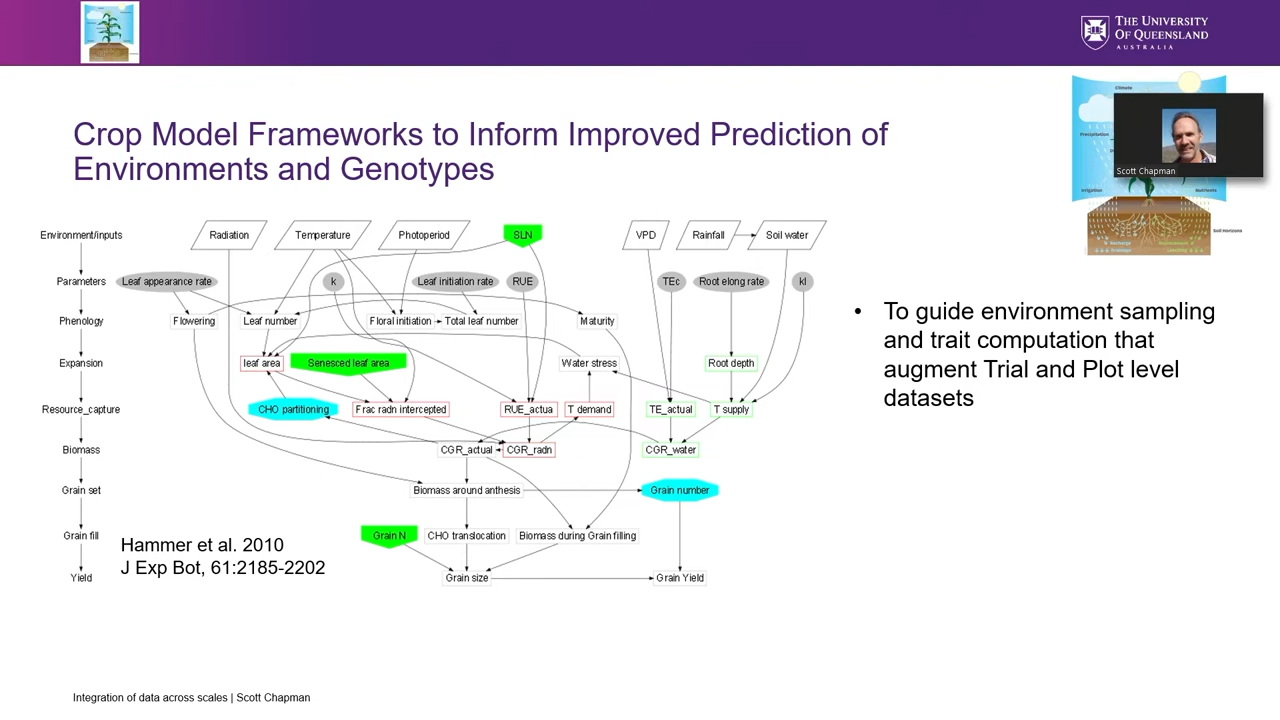 THE UNIVERSITY
OF QUEENSLAND
AUSTRALIA
Climate
Precipitation
Scott Chapman
Irrigation
Nutrients
Soil Horizons
Crop Model Frameworks to Inform Improved Prediction of
Environments and Genotypes
Environment/inputs
Radiation
Temperature
Photoperiod
SLN
VPD
Rainfall
Soil water
Parameters
Leaf appearance rate
k
Leaf initiation rate
RUE
TEc
Root elong rate
kl
Phenology
Flowering
Leaf number
Floral initiation
Total leaf number
Maturity
Expansion
leaf area
Senesced leaf area
Water stress
Root depth
Resource_capture
CHO partitioning
Frac radn intercepted
RUE_actua
T demand
TE_actual
T supply
Biomass
CGR_actual
CGR_radn
CGR_water
Grain set
Biomass around anthesis
Grain number
Grain fill
Grain N
CHO translocation
Biomass during Grain filling
Yield
Grain size
Grain Yield
Hammer et al. 2010
J Exp Bot, 61:2185-2202
• To guide environment sampling
and trait computation that
augment Trial and Plot level
datasets
Integration of data across scales | Scott Chapman